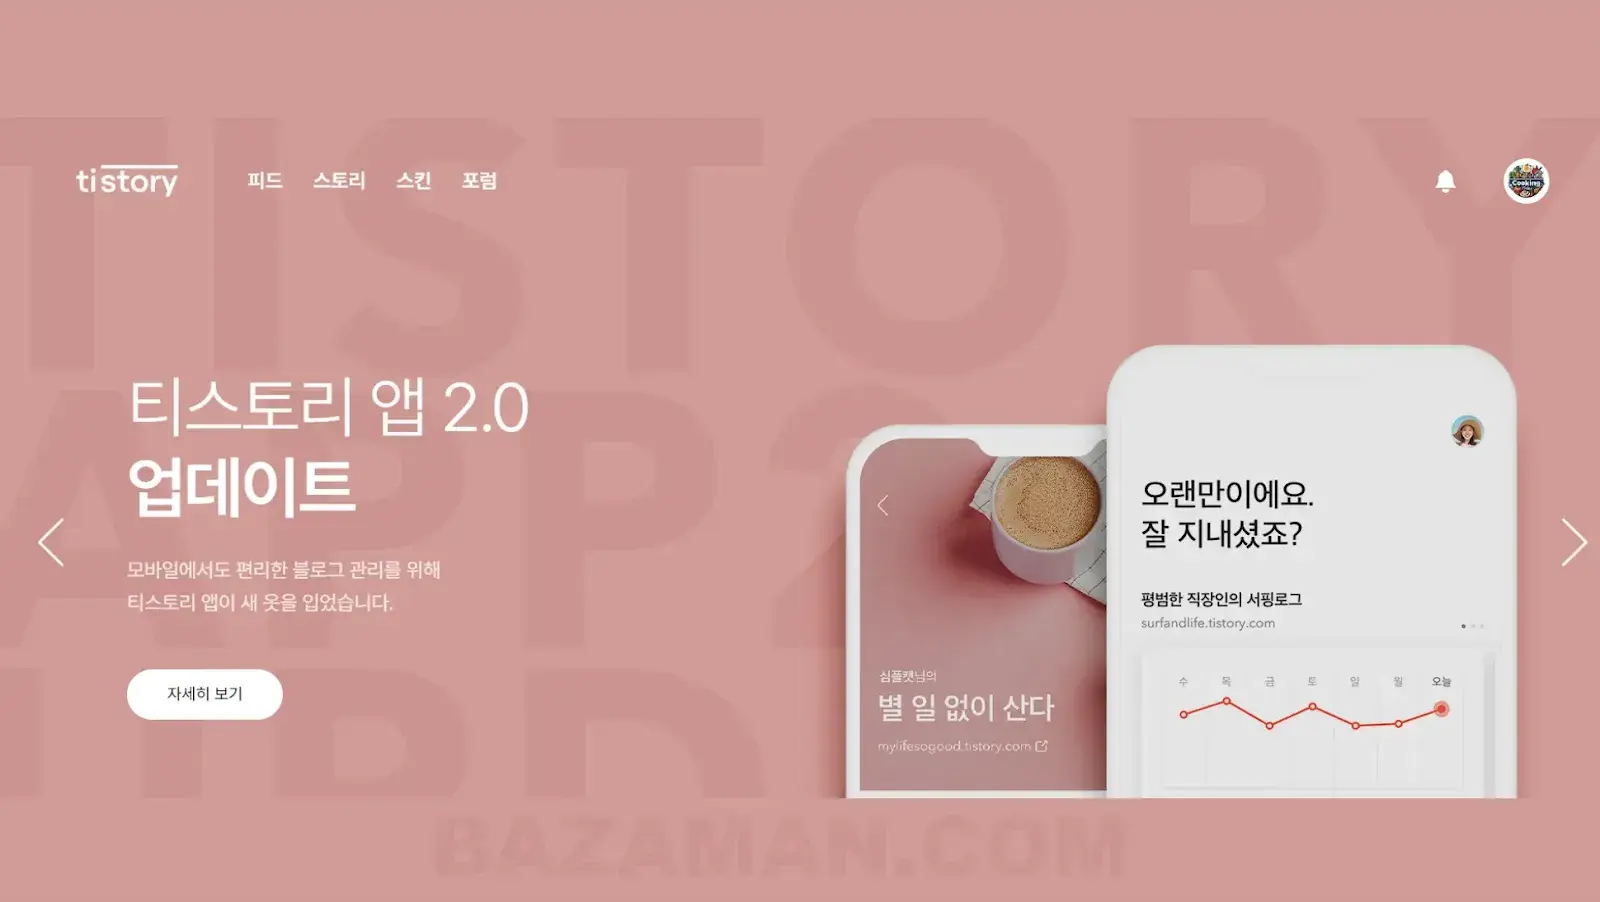 TISTORY
APP 2
UPD
tistory
피드 스토리 스킨 포럼
Cooking
티스토리 앱 2.0
업데이트
모바일에서도 편리한 블로그 관리를 위해
티스토리 앱이 새 옷을 입었습니다.
자세히 보기
심플캣님의
별 일 없이 산다
mylifesogood.tistory.com
오랜만이에요.
잘 지내셨죠?
평범한 직장인의 서핑로그
surfandlife.tistory.com
수 목 금 토 일 월 오늘
BAZAMAN.COM